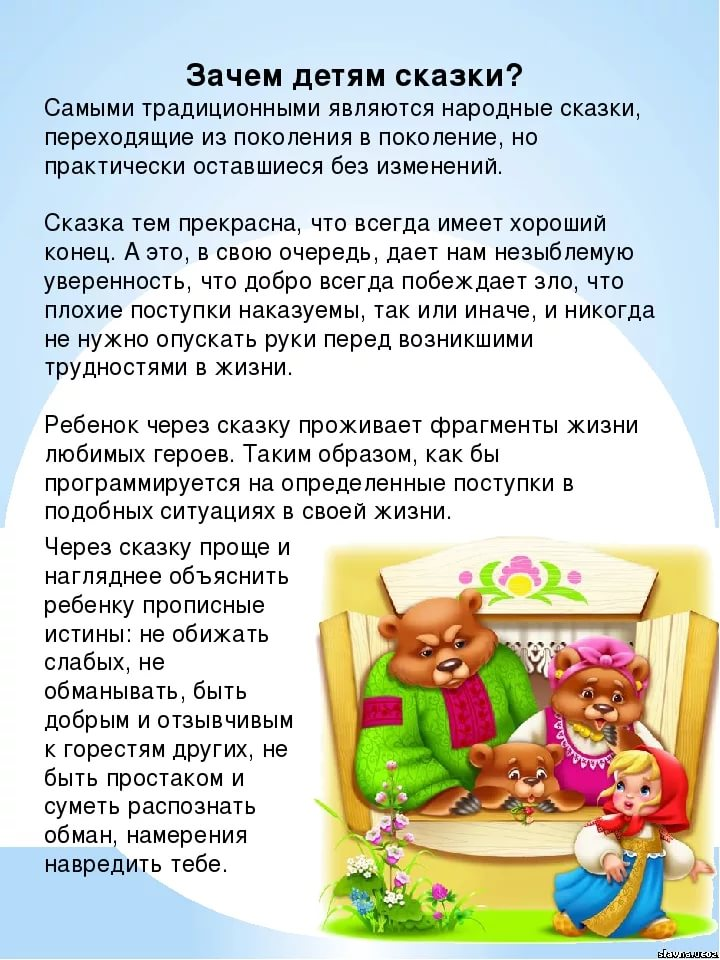 Зачем детям сказки?
Самыми традиционными являются народные сказки,
переходящие из поколения в поколение, но
практически оставшиеся без изменений.
Сказка тем прекрасна, что всегда имеет хороший
конец. А это, в свою очередь, дает нам незыблемую
уверенность, что добро всегда побеждает зло, что
плохие поступки наказуемы, так или иначе, и никогда
не нужно опускать руки перед возникшими
трудностями в жизни.
Ребенок через сказку проживает фрагменты жизни
любимых героев. Таким образом, как бы
программируется на определенные поступки в
подобных ситуациях в своей жизни.
Через сказку проще и
нагляднее объяснить
ребенку прописные
истины: не обижать
слабых, не
обманывать, быть
добрым и отзывчивым
к горестям других, не
быть простаком и
суметь распознать
обман, намерения
навредить тебе.